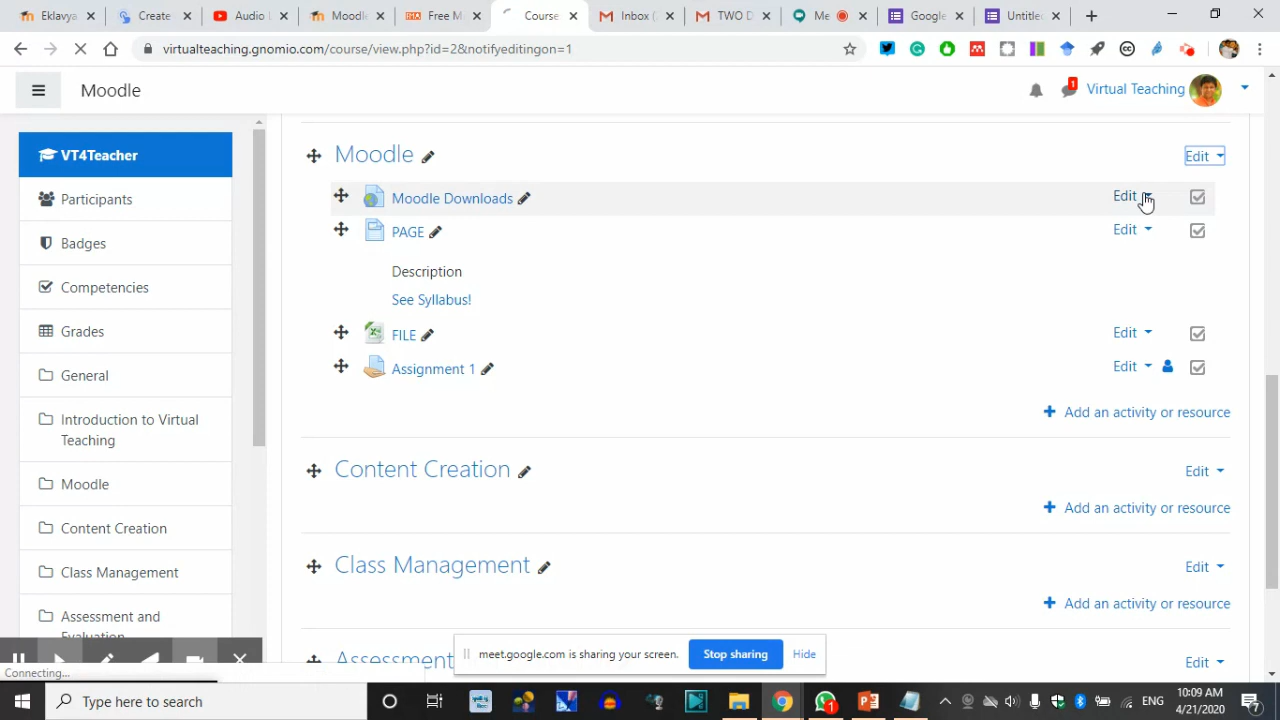 Eklavya
Create
Audio L
Moodle
Free M
Course
Inbox (
TWO D
Me
Google
Untitle
virtualteaching.gnomio.com/course/view.php?id=2&notifyeditingon=1
Moodle
1
Virtual Teaching
VT4Teacher
Participants
Badges
Competencies
Grades
General
Introduction to Virtual
Teaching
Moodle
Content Creation
Class Management
Assessment and
Evaluation
Moodle
Edit
Moodle Downloads
Edit
PAGE
Edit
Description
See Syllabus!
FILE
Edit
Assignment 1
Edit
Add an activity or resource
Content Creation
Edit
Add an activity or resource
Class Management
Edit
Add an activity or resource
Assessment
Edit
meet.google.com is sharing your screen.
Stop sharing
Hide
Connecting...
Type here to search
1
ENG
10:09 AM
4/21/2020
7